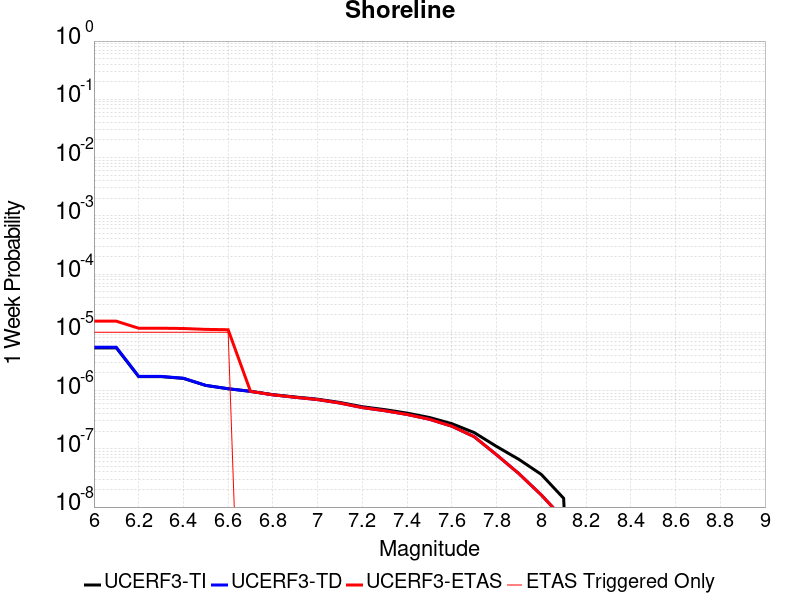 Shoreline
10^0
10^-1
10^-2
10^-3
10^-4
10^-5
10^-6
10^-7
10^-8
1 Week Probability
6 6.2 6.4 6.6 6.8 7 7.2 7.4 7.6 7.8 8 8.2 8.4 8.6 8.8 9
Magnitude
UCERF3-TI UCERF3-TD UCERF3-ETAS ETAS Triggered Only